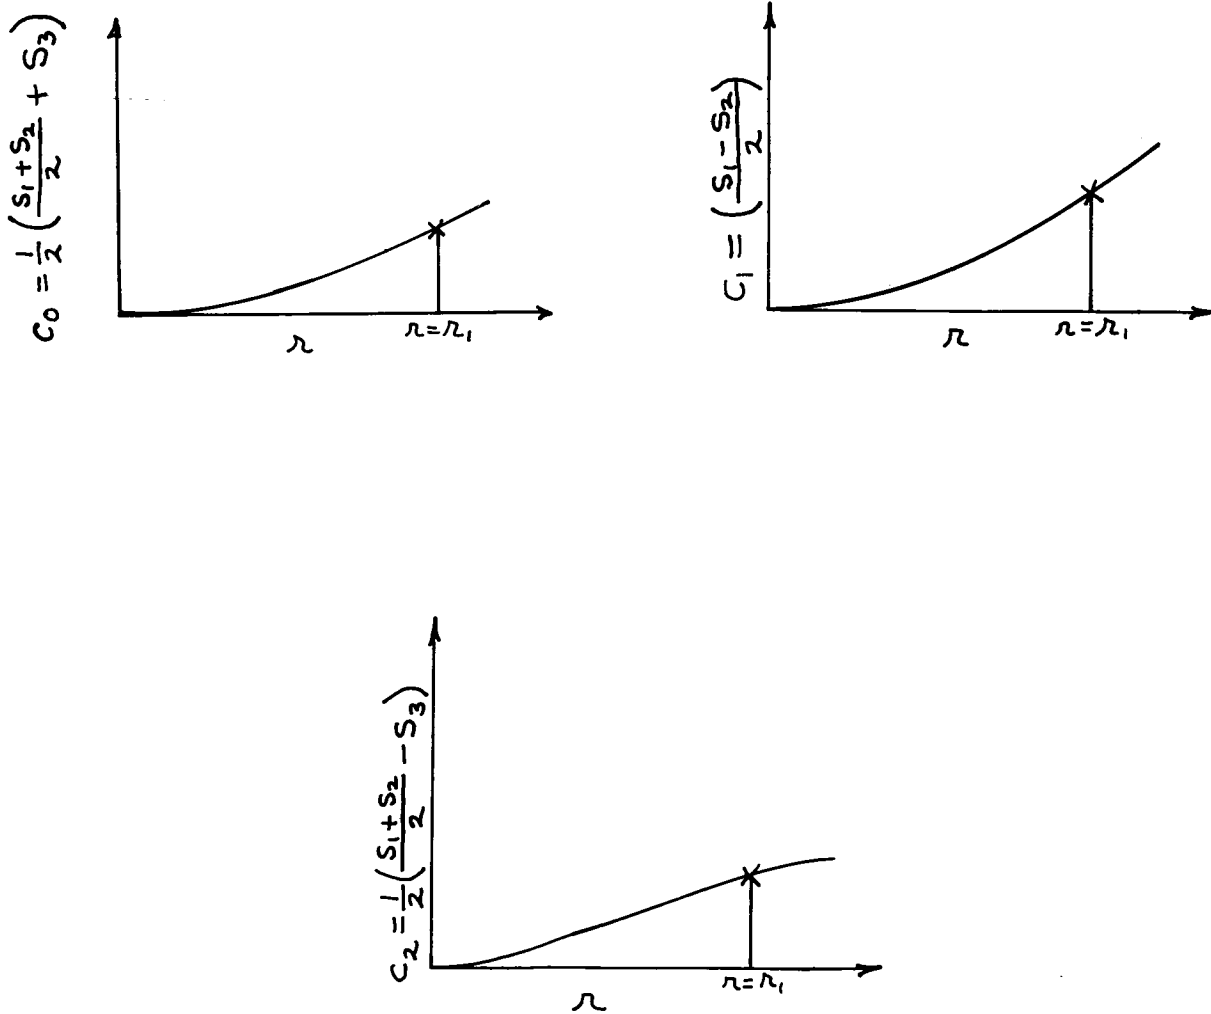 C0 = 1/2 ( (S1 + S2)/2 + S3 )
r = r1
r
C1 = ( (S1 - S2)/2 )
r = r1
r
C2 = 1/2 ( (S1 + S2)/2 - S3 )
r = r1
r